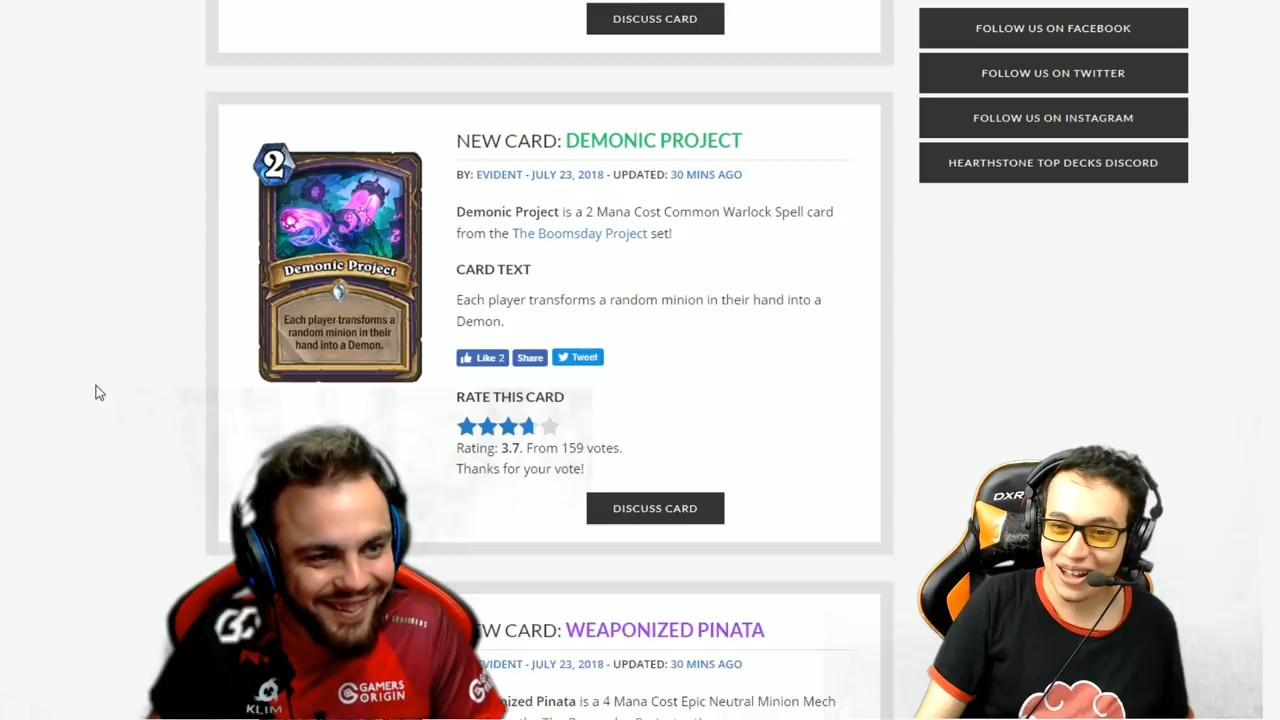 DISCUSS CARD
FOLLOW US ON FACEBOOK
FOLLOW US ON TWITTER
FOLLOW US ON INSTAGRAM
HEARTHSTONE TOP DECKS DISCORD
2
Demonic Project
Each player transforms a
random minion in their
hand into a Demon.
NEW CARD: DEMONIC PROJECT
BY: EVIDENT - JULY 23, 2018 - UPDATED: 30 MINS AGO
Demonic Project is a 2 Mana Cost Common Warlock Spell card
from the The Boomsday Project set!
CARD TEXT
Each player transforms a random minion in their hand into a
Demon.
Like 2 Share Tweet
RATE THIS CARD
Rating: 3.7. From 159 votes.
Thanks for your vote!
DISCUSS CARD
EW CARD: WEAPONIZED PINATA
EVIDENT - JULY 23, 2018 - UPDATED: 30 MINS AGO
nized Pinata is a 4 Mana Cost Epic Neutral Minion Mech
KLIM
GAMERS
ORIGIN
DXR